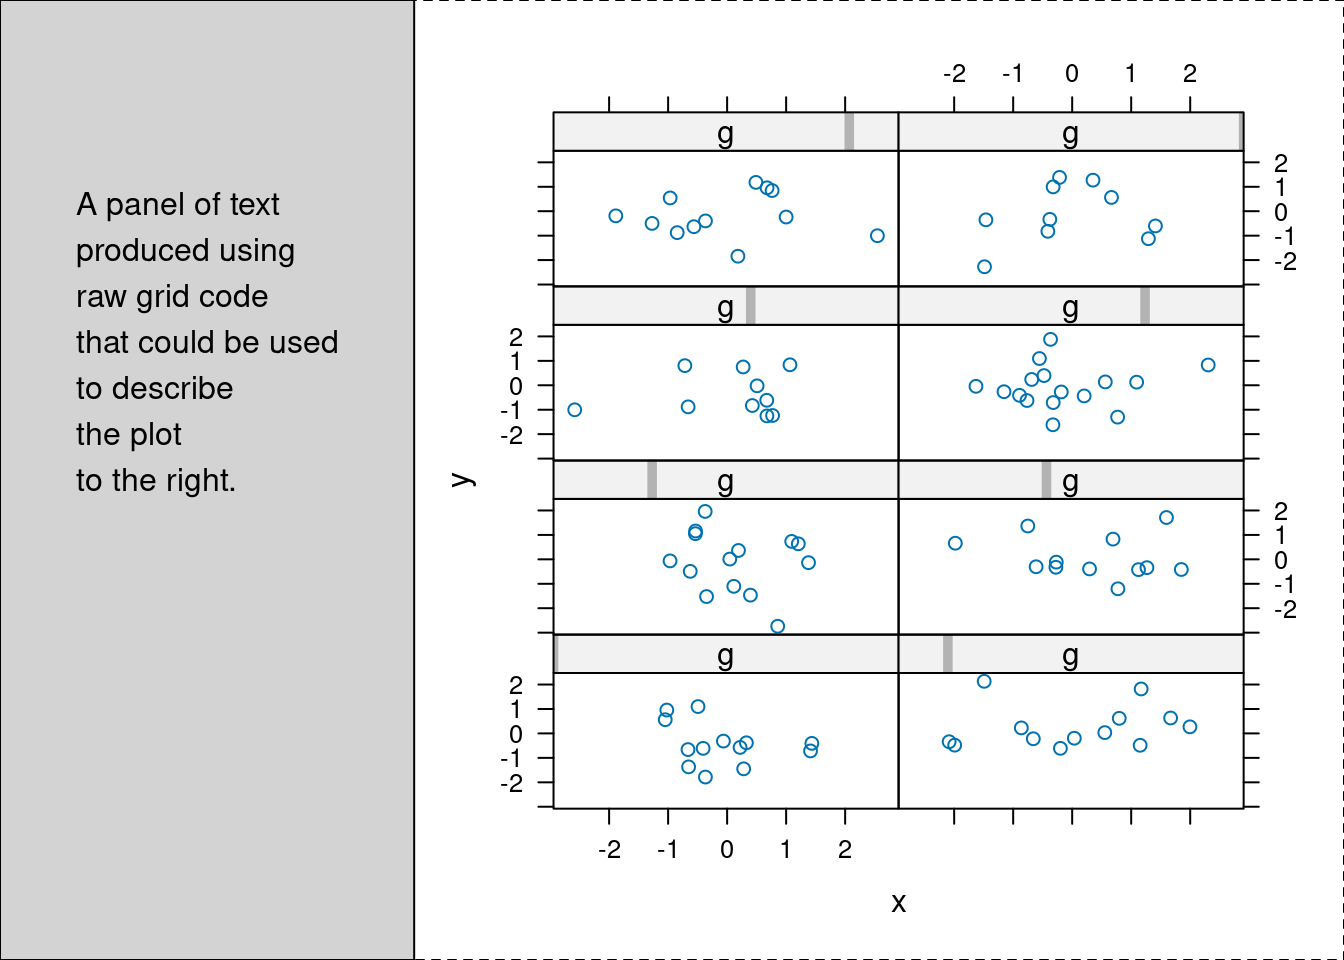 A panel of text
produced using
raw grid code
that could be used
to describe
the plot
to the right.
-2 -1 0 1 2
g g
2
1
0
-1
-2
g g
2
1
0
-1
-2
y
g g
2
1
0
-1
-2
g g
2
1
0
-1
-2
-2 -1 0 1 2
x